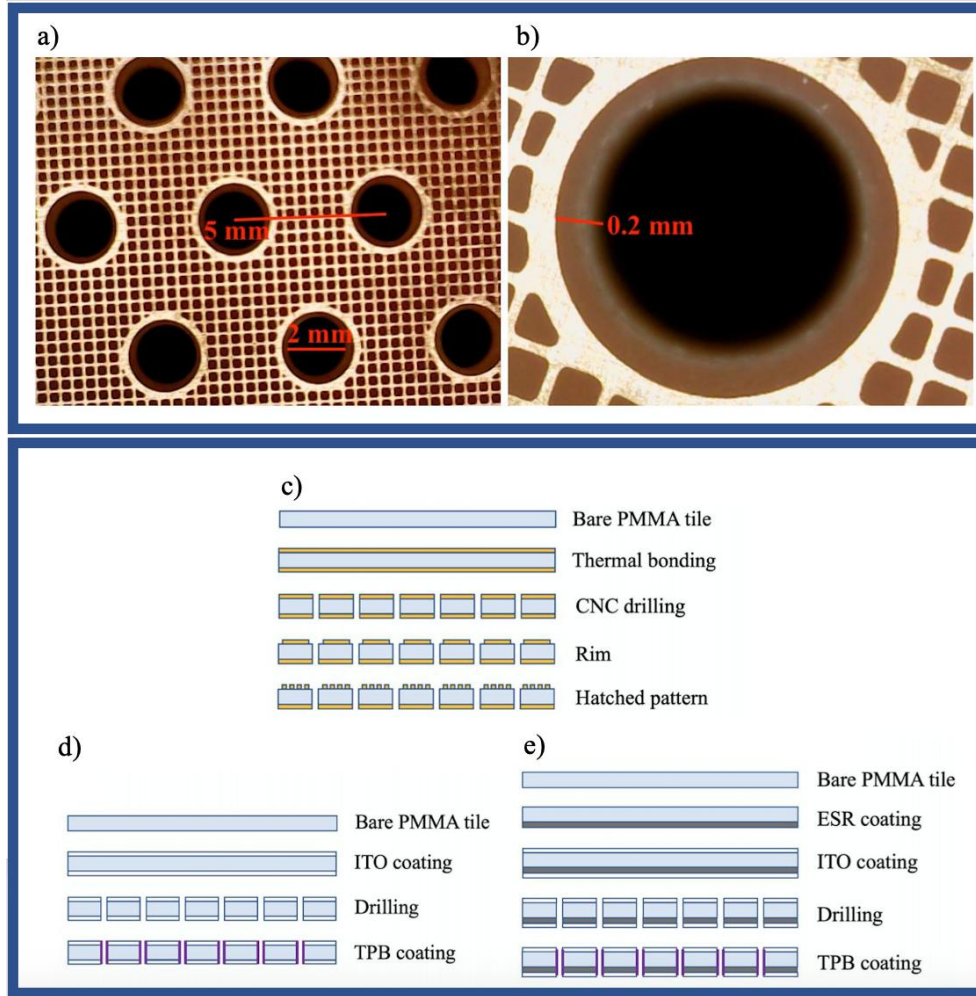 a)
b)
5 mm
2 mm
0.2 mm
c)
Bare PMMA tile
Thermal bonding
CNC drilling
Rim
Hatched pattern
d)
Bare PMMA tile
ITO coating
Drilling
TPB coating
e)
Bare PMMA tile
ESR coating
ITO coating
Drilling
TPB coating